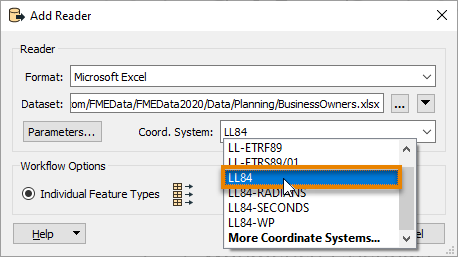 Add Reader
Reader
Format: Microsoft Excel
Dataset: om/FMEData/FMEData2020/Data/Planning/BusinessOwners.xlsx ...
Parameters... Coord. System: LL84
LL-ETRF89
LL-ETRS89/01
LL84
LL84-RADIANS
LL84-SECONDS
LL84-WP
More Coordinate Systems...
Workflow Options
Individual Feature Types
Help